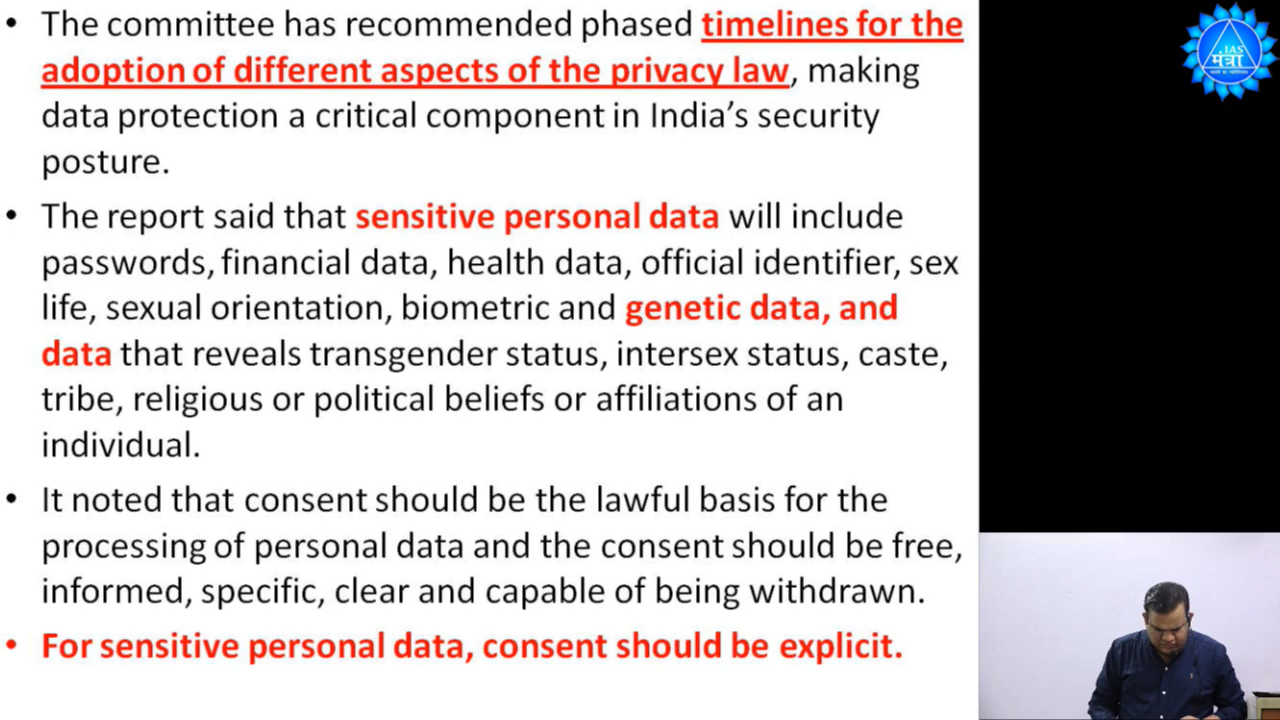 • The committee has recommended phased timelines for the
adoption of different aspects of the privacy law, making
data protection a critical component in India’s security
posture.
• The report said that sensitive personal data will include
passwords, financial data, health data, official identifier, sex
life, sexual orientation, biometric and genetic data, and
data that reveals transgender status, intersex status, caste,
tribe, religious or political beliefs or affiliations of an
individual.
• It noted that consent should be the lawful basis for the
processing of personal data and the consent should be free,
informed, specific, clear and capable of being withdrawn.
• For sensitive personal data, consent should be explicit.
IAS
मंत्रा